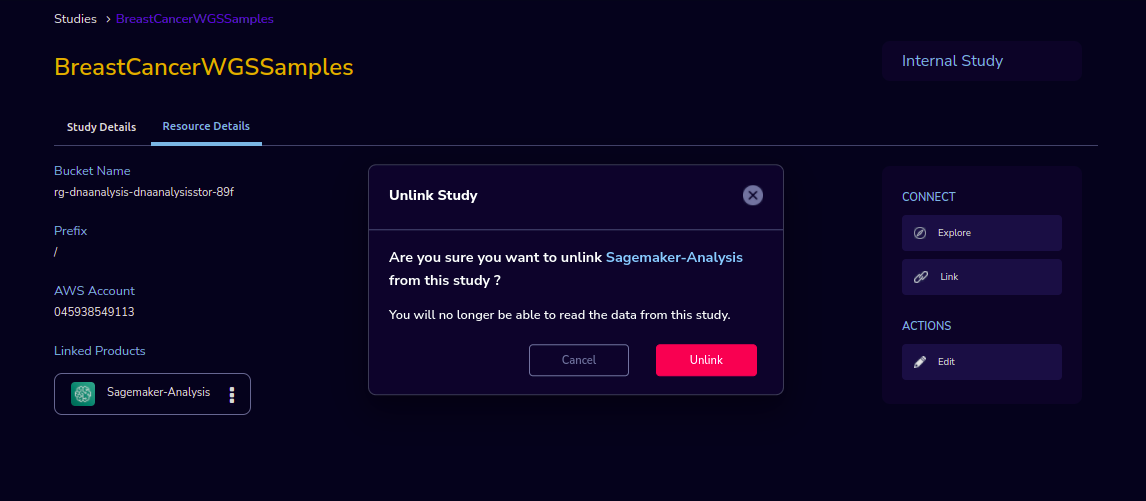 Studies > BreastCancerWGSSamples
BreastCancerWGSSamples
Internal Study
Study Details
Resource Details
Bucket Name
rg-dnaanalysis-dnaanalysisstor-89f
Prefix
/
AWS Account
045938549113
Linked Products
Sagemaker-Analysis
Unlink Study
Are you sure you want to unlink Sagemaker-Analysis
from this study ?
You will no longer be able to read the data from this study.
Cancel
Unlink
CONNECT
Explore
Link
ACTIONS
Edit